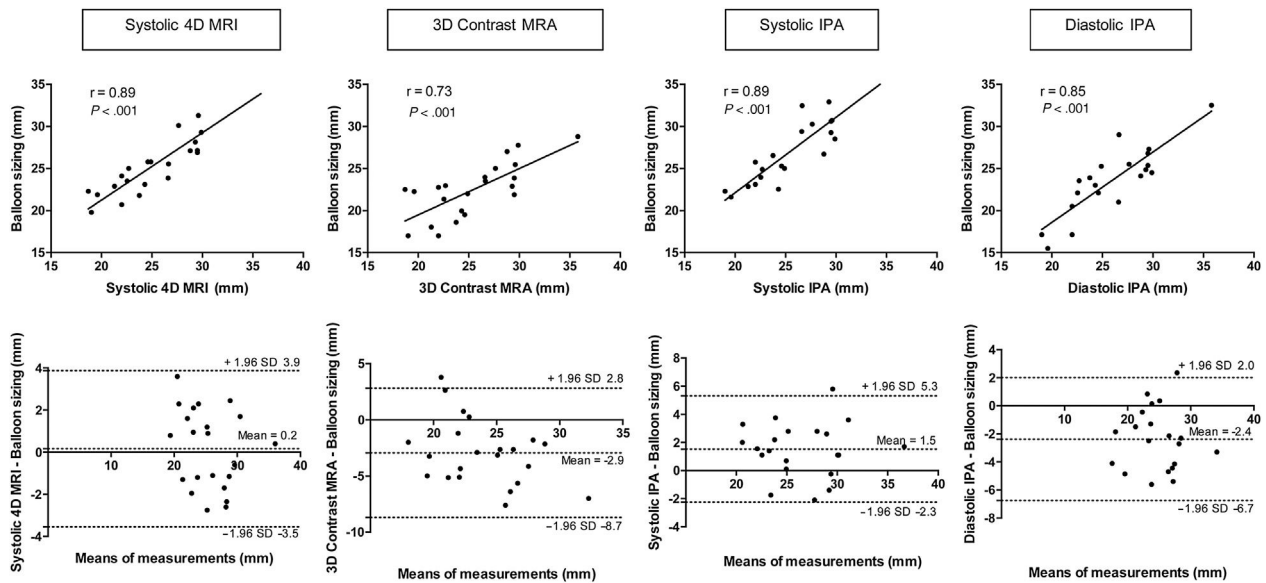 Systolic 4D MRI
3D Contrast MRA
Systolic IPA
Diastolic IPA
Balloon sizing (mm)
35
30
25
20
15
r = 0.89
P < .001
15 20 25 30 35 40
Systolic 4D MRI (mm)
Balloon sizing (mm)
35
30
25
20
15
r = 0.73
P < .001
15 20 25 30 35 40
3D Contrast MRA (mm)
Balloon sizing (mm)
35
30
25
20
15
r = 0.89
P < .001
15 20 25 30 35 40
Systolic IPA (mm)
Balloon sizing (mm)
35
30
25
20
15
r = 0.85
P < .001
15 20 25 30 35 40
Diastolic IPA (mm)
Systolic 4D MRI - Balloon sizing (mm)
4
2
0
-2
-4
+ 1.96 SD 3.9
Mean = 0.2
10 20 30 40
−1.96 SD -3.5
Means of measurements (mm)
3D Contrast MRA - Balloon sizing (mm)
5
0
-5
-10
+ 1.96 SD 2.8
15 20 25 30 35
Mean = -2.9
−1.96 SD -8.7
Means of measurements (mm)
Systolic IPA - Balloon sizing (mm)
8
6
4
2
0
-2
-4
+ 1.96 SD 5.3
Mean = 1.5
10 20 30 40
−1.96 SD -2.3
Means of measurements (mm)
Diastolic IPA - Balloon sizing (mm)
4
2
0
-2
-4
-6
-8
+ 1.96 SD 2.0
10 20 30 40
Mean = -2.4
−1.96 SD -6.7
Means of measurements (mm)